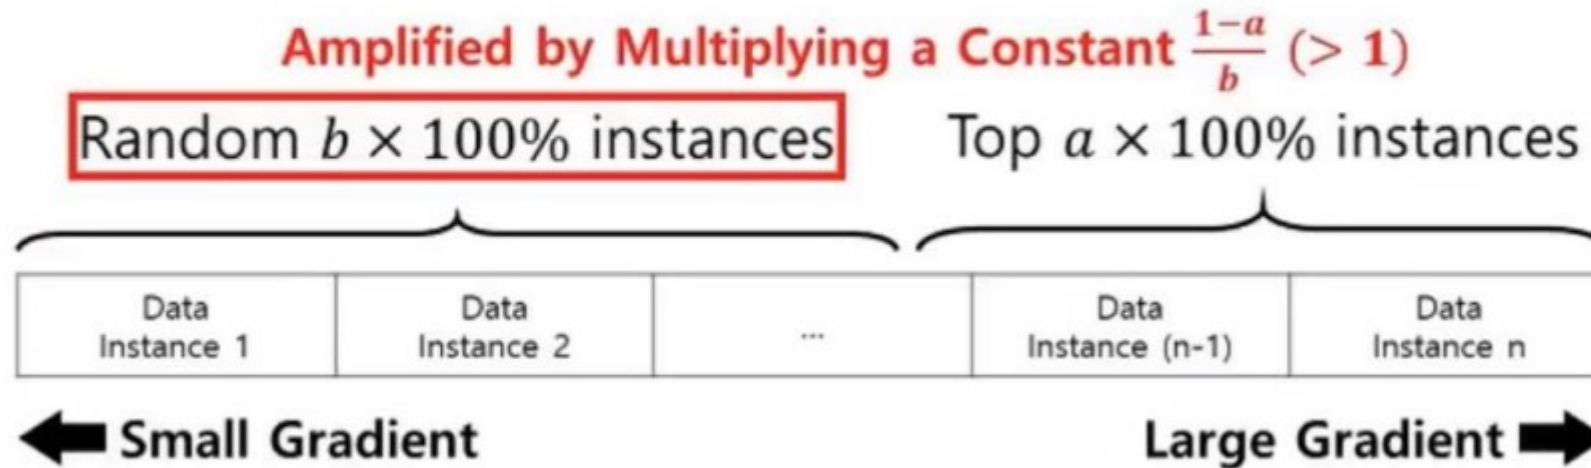 Amplified by Multiplying a Constant \frac{1-a}{b} (> 1)
Random b × 100% instances
Top a × 100% instances
Data Instance 1
Data Instance 2
...
Data Instance (n-1)
Data Instance n
Small Gradient
Large Gradient